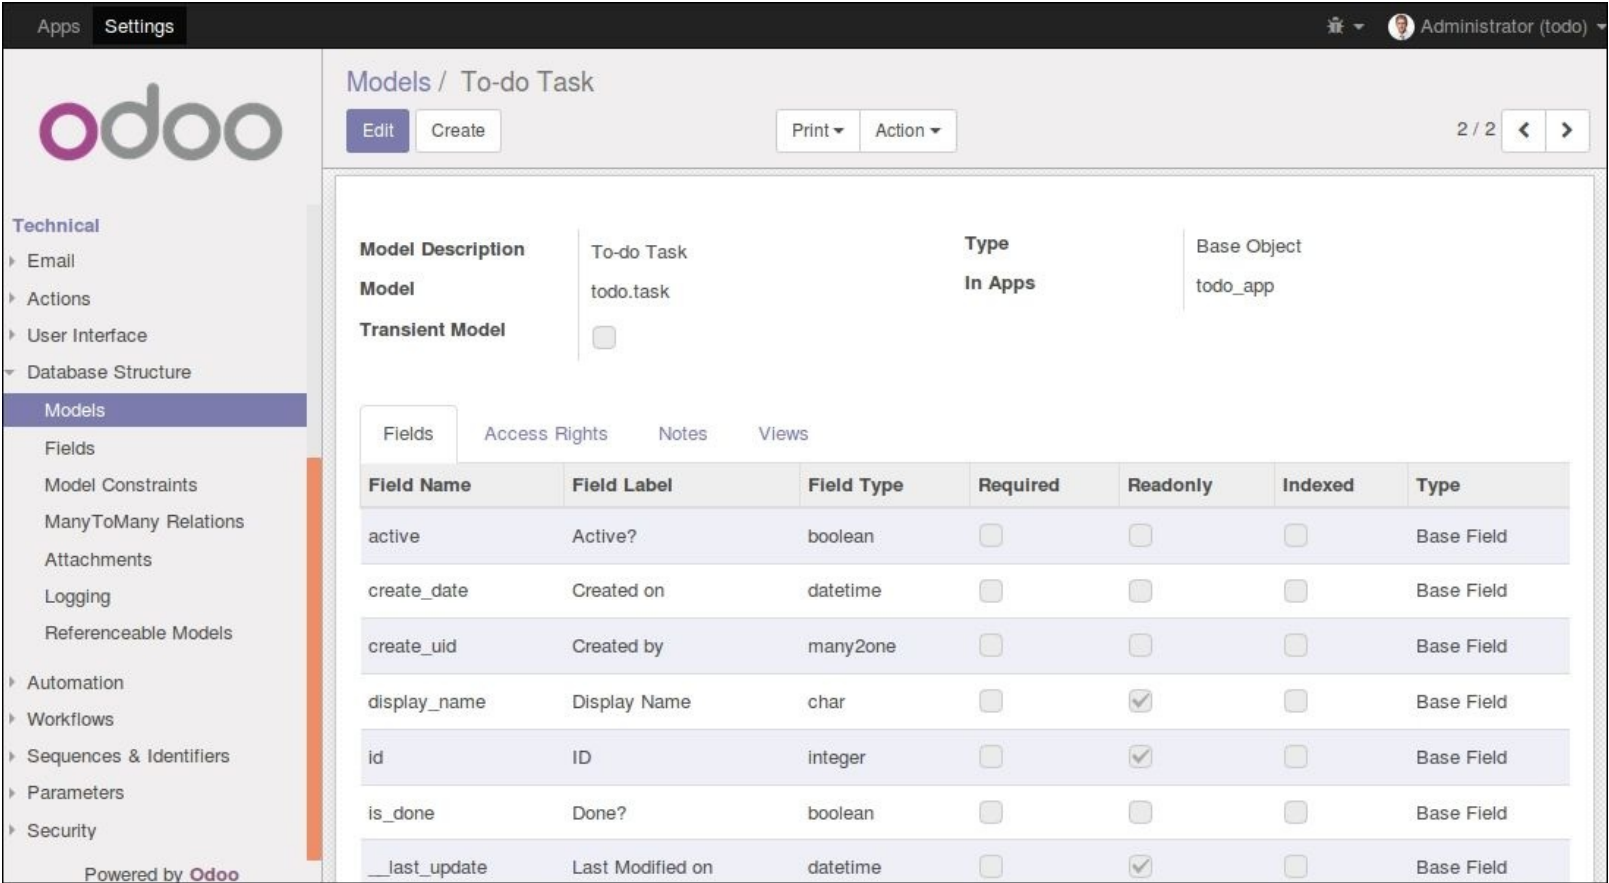 Apps Settings Administrator (todo)
odoo
Models / To-do Task
Edit Create Print Action 2 / 2
Technical
Email
Actions
User Interface
Database Structure
Models
Fields
Model Constraints
ManyToMany Relations
Attachments
Logging
Referenceable Models
Automation
Workflows
Sequences & Identifiers
Parameters
Security
Powered by Odoo
Model Description To-do Task
Model todo.task
Transient Model
Type Base Object
In Apps todo_app
Fields Access Rights Notes Views
Field Name Field Label Field Type Required Readonly Indexed Type
active Active? boolean Base Field
create_date Created on datetime Base Field
create_uid Created by many2one Base Field
display_name Display Name char Base Field
id ID integer Base Field
is_done Done? boolean Base Field
__last_update Last Modified on datetime Base Field